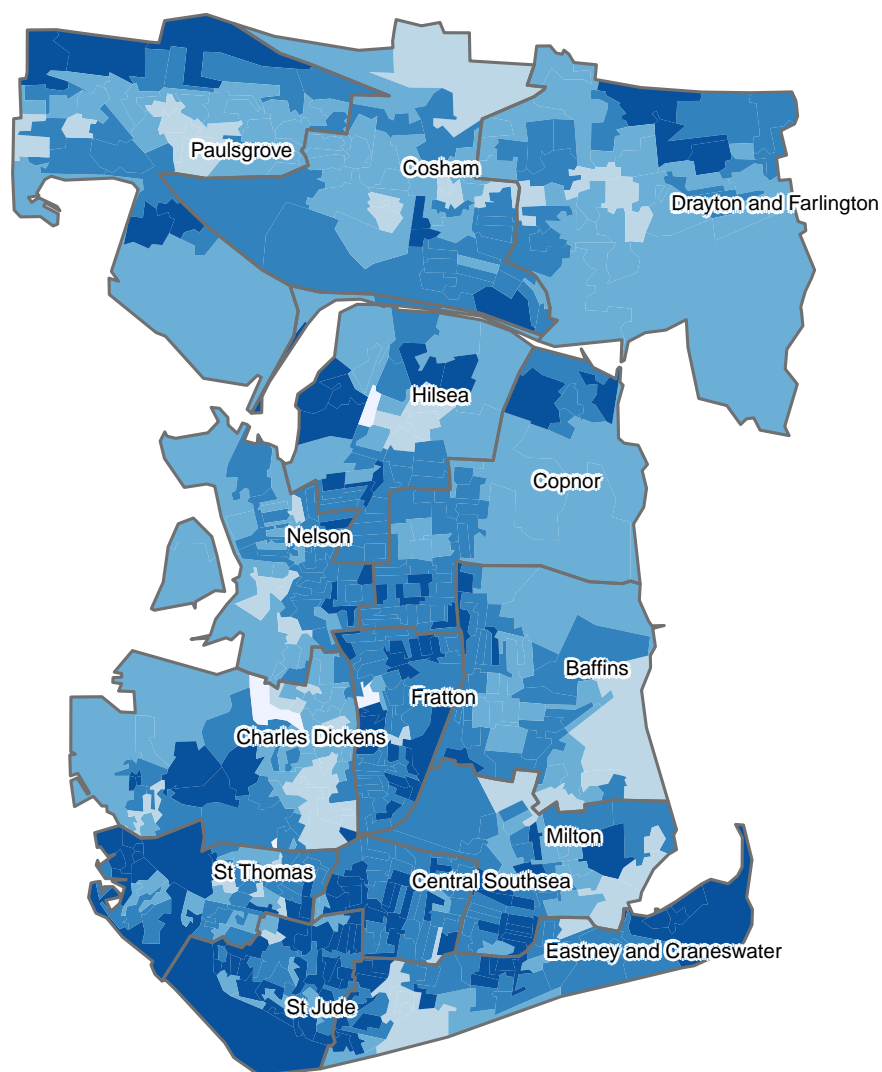 Paulsgrove
Cosham
Drayton and Farlington
Hilsea
Copnor
Nelson
Baffins
Fratton
Charles Dickens
Milton
St Thomas
Central Southsea
Eastney and Craneswater
St Jude